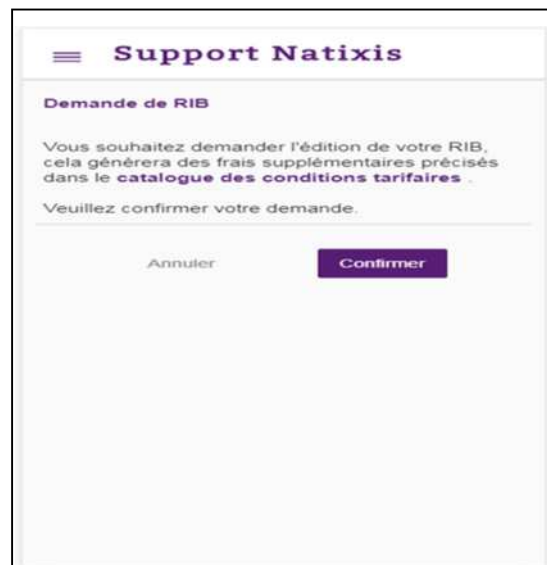 Support Natixis
Demande de RIB
Vous souhaitez demander l'édition de votre RIB,
cela génèrera des frais supplémentaires précisés
dans le catalogue des conditions tarifaires .
Veuillez confirmer votre demande.
Annuler Confirmer